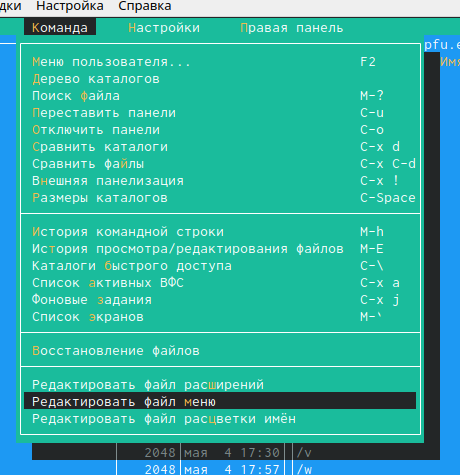 дки Настройка Справка
Команда Настройки Правая панель
pfu.e
Меню пользователя... F2 Имя
Дерево каталогов
Поиск файла M-?
Переставить панели C-u
Отключить панели C-o
Сравнить каталоги C-x d
Сравнить файлы C-x C-d
Внешняя панелизация C-x !
Размеры каталогов C-Space
История командной строки M-h
История просмотра/редактирования файлов M-E
Каталоги быстрого доступа C-\
Список активных ВФС C-x a
Фоновые задания C-x j
Список экранов M-`
Восстановление файлов
Редактировать файл расширений
Редактировать файл меню
Редактировать файл расцветки имён
2048 мая 4 17:30 /v
2048 мая 4 17:57 /w